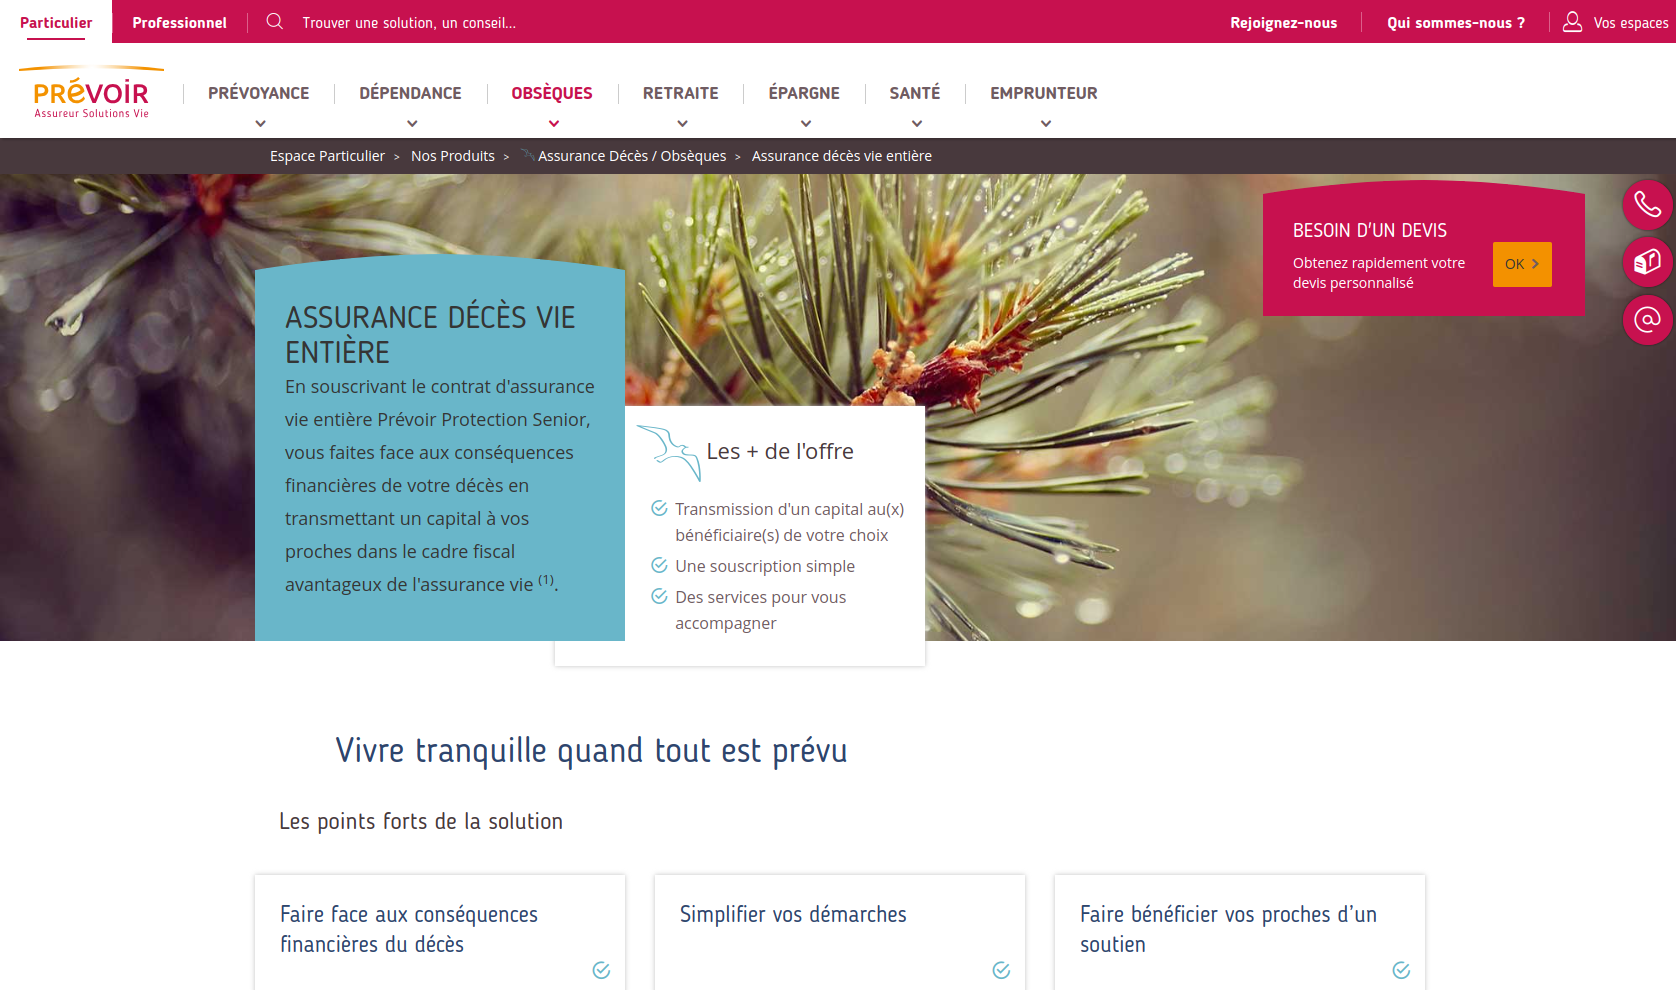 Particulier
Professionnel
Trouver une solution, un conseil...
Rejoignez-nous
Qui sommes-nous ?
Vos espaces
PRÉVOIR
Assureur Solutions Vie
PRÉVOYANCE
DÉPENDANCE
OBSÈQUES
RETRAITE
ÉPARGNE
SANTÉ
EMPRUNTEUR
Espace Particulier > Nos Produits > Assurance Décès / Obsèques > Assurance décès vie entière
BESOIN D'UN DEVIS
Obtenez rapidement votre
devis personnalisé
OK
ASSURANCE DÉCÈS VIE
ENTIÈRE
En souscrivant le contrat d'assurance
vie entière Prévoir Protection Senior,
vous faites face aux conséquences
financières de votre décès en
transmettant un capital à vos
proches dans le cadre fiscal
avantageux de l'assurance vie (1).
Les + de l'offre
Transmission d'un capital au(x)
bénéficiaire(s) de votre choix
Une souscription simple
Des services pour vous
accompagner
Vivre tranquille quand tout est prévu
Les points forts de la solution
Faire face aux conséquences
financières du décès
Simplifier vos démarches
Faire bénéficier vos proches d’un
soutien